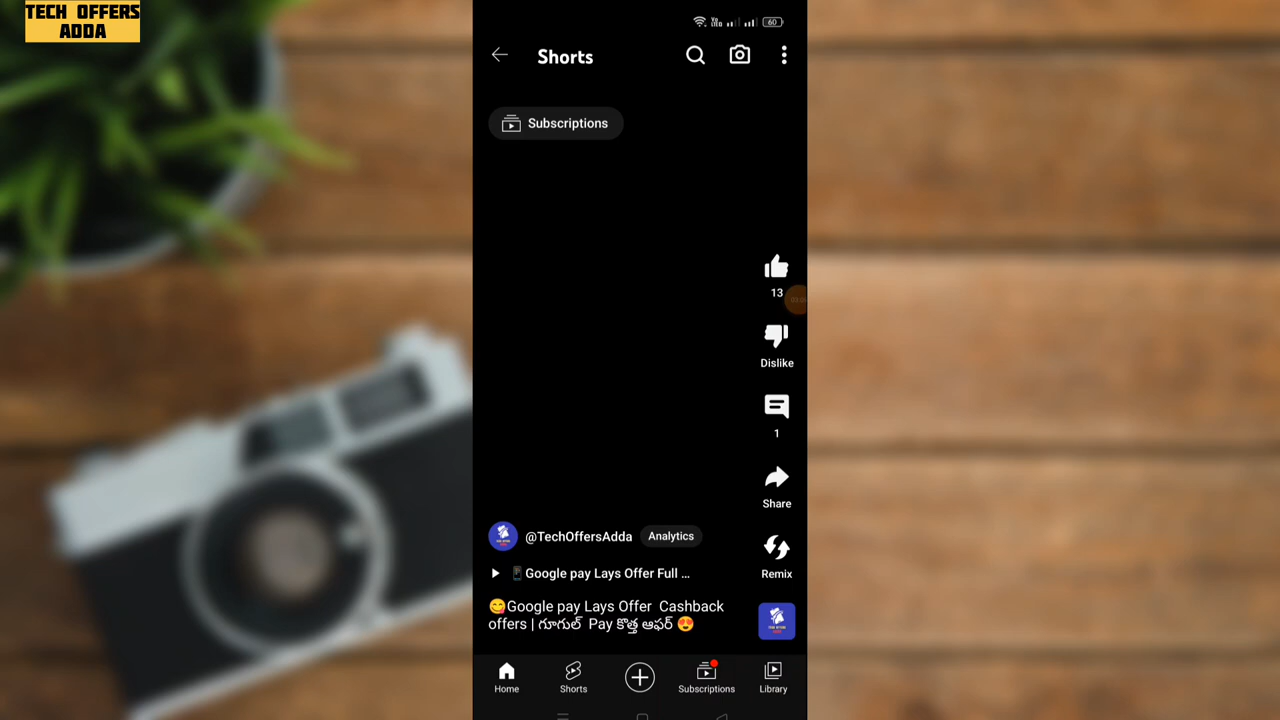 TECH OFFERS
ADDA
60
Shorts
Subscriptions
13
Dislike
1
Share
@TechOffersAdda Analytics
📱Google pay Lays Offer Full ...
Remix
😋Google pay Lays Offer Cashback
offers | గూగుల్ Pay కొత్త ఆఫర్ 😍
Home
Shorts
Subscriptions
Library